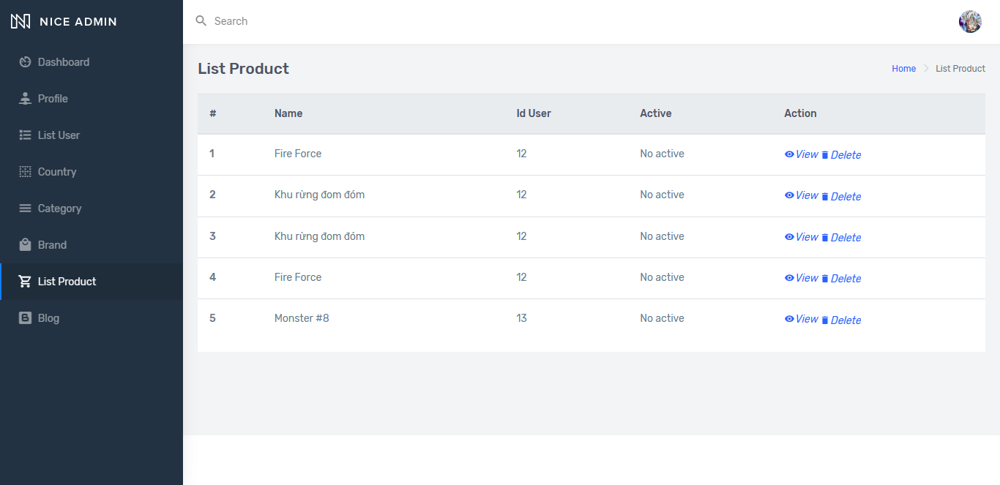 NICE ADMIN
Search
Dashboard
Profile
List User
Country
Category
Brand
List Product
Blog
List Product
Home List Product
# Name Id User Active Action
1 Fire Force 12 No active View Delete
2 Khu rừng đom đóm 12 No active View Delete
3 Khu rừng đom đóm 12 No active View Delete
4 Fire Force 12 No active View Delete
5 Monster #8 13 No active View Delete